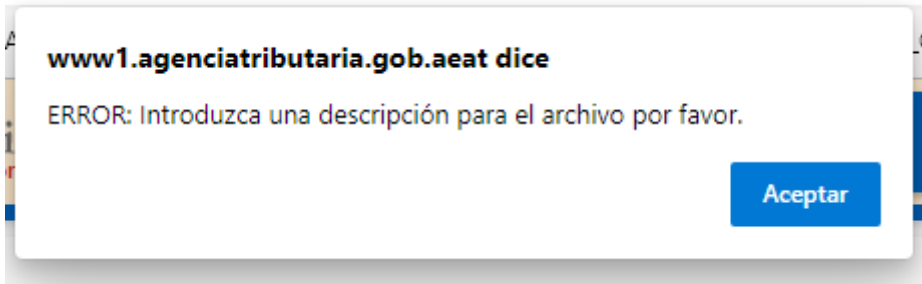 www1.agenciatributaria.gob.aeat dice
ERROR: Introduzca una descripción para el archivo por favor.
Aceptar